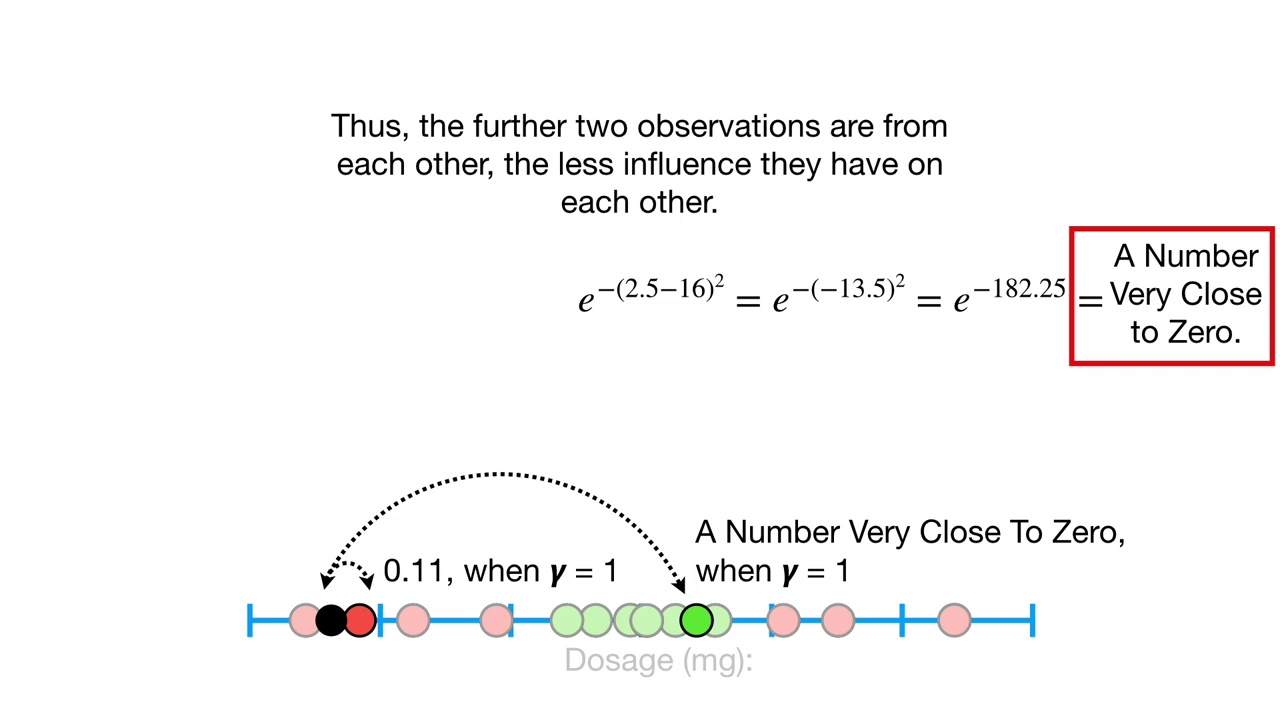 Thus, the further two observations are from
each other, the less influence they have on
each other.
e^{−(2.5−16)^2} = e^{−(−13.5)^2} = e^{−182.25} =
A Number
Very Close
to Zero.
A Number Very Close To Zero,
0.11, when γ = 1
when γ = 1
Dosage (mg):